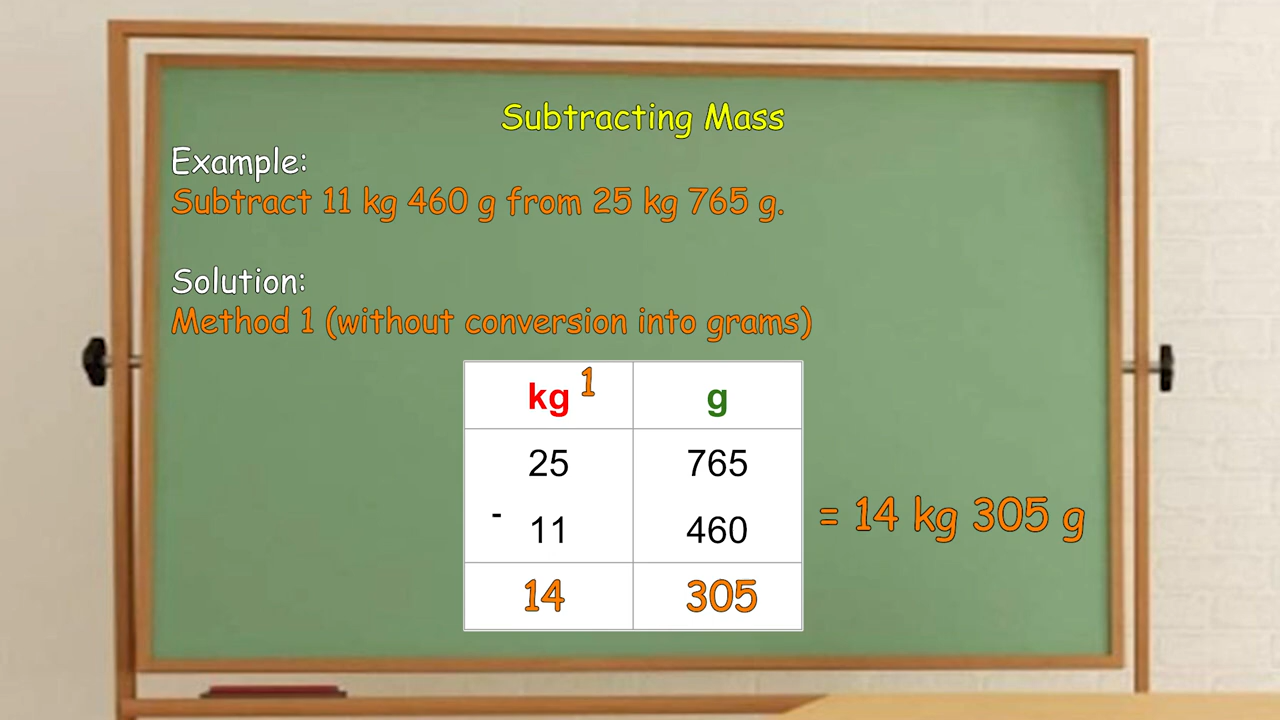 Subtracting Mass
Example:
Subtract 11 kg 460 g from 25 kg 765 g.
Solution:
Method 1 (without conversion into grams)
kg 1 g
25 765
- 11 460
= 14 kg 305 g
14 305